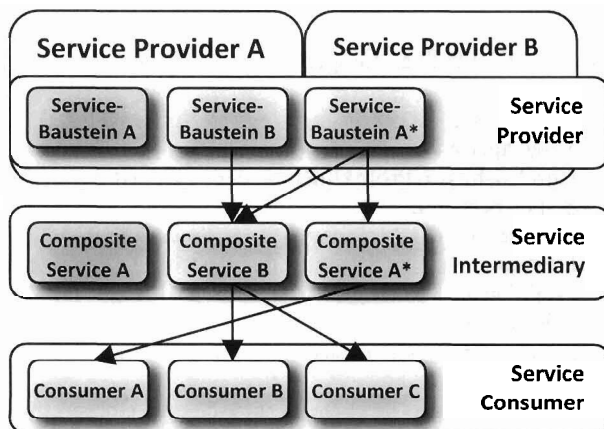 Service Provider A
Service Provider B
Service-
Baustein A
Service-
Baustein B
Service-
Baustein A*
Service
Provider
Composite
Service A
Composite
Service B
Composite
Service A*
Service
Intermediary
Consumer A
Consumer B
Consumer C
Service
Consumer